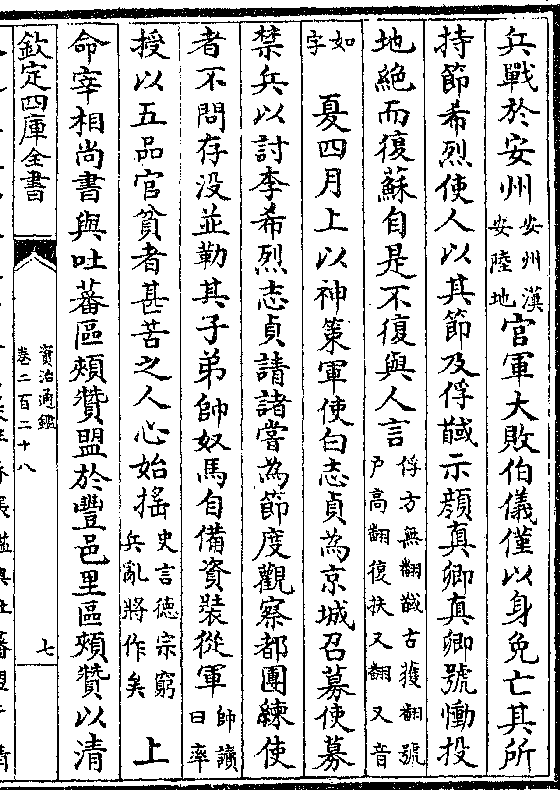 兵戰於安州安州漢安陸地官軍大敗伯儀僅以身免亡其所
持節希烈使人以其節及俘馘示顔真卿真卿號慟投
地絶而復蘇自是不復與人言俘方無翻馘古獲翻號户高翻復扶又翻又音
如字　夏四月上以神策軍使白志貞為京城召募使募
禁兵以討李希烈志貞請諸嘗為節度觀察都團練使
者不問存没並勒其子弟帥奴馬自備資裝從軍帥讀曰率
授以五品官貧者甚苦之人心始揺史言德宗窮兵亂將作矣　上
命宰相尚書與吐蕃區頰贊盟於豐邑里區頰贊以清
欽定四庫全書
資治通鑑
卷二百二十八
七